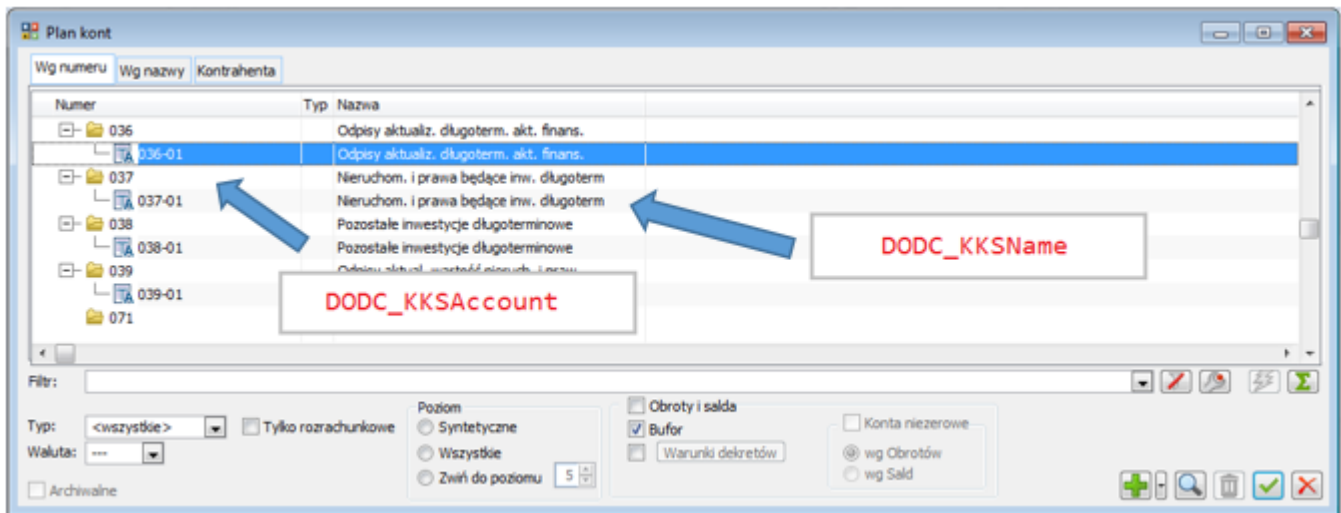 Plan kont
Wg numeru Wg nazwy Kontrahenta
Numer Typ Nazwa
036 Odpisy aktualiz. długoterm. akt. finans.
036-01 Odpisy aktualiz. długoterm. akt. finans.
037 Nieruchom. i prawa będące inw. długoterm
037-01 Nieruchom. i prawa będące inw. długoterm
038 Pozostałe inwestycje długoterminowe
DODC_KKSName
038-01 Pozostałe inwestycje długoterminowe
039
039-01
DODC_KKSAccount
071
Filtr:
Poziom
Obroty i salda
Typ: <wszystkie> Tylko rozrachunkowe Syntetyczne Bufor Konta niezerowe
Waluta: --- Wszystkie Warunki dekretów wg Obrotów
Zwiń do poziomu 5 wg Sald
Archiwalne